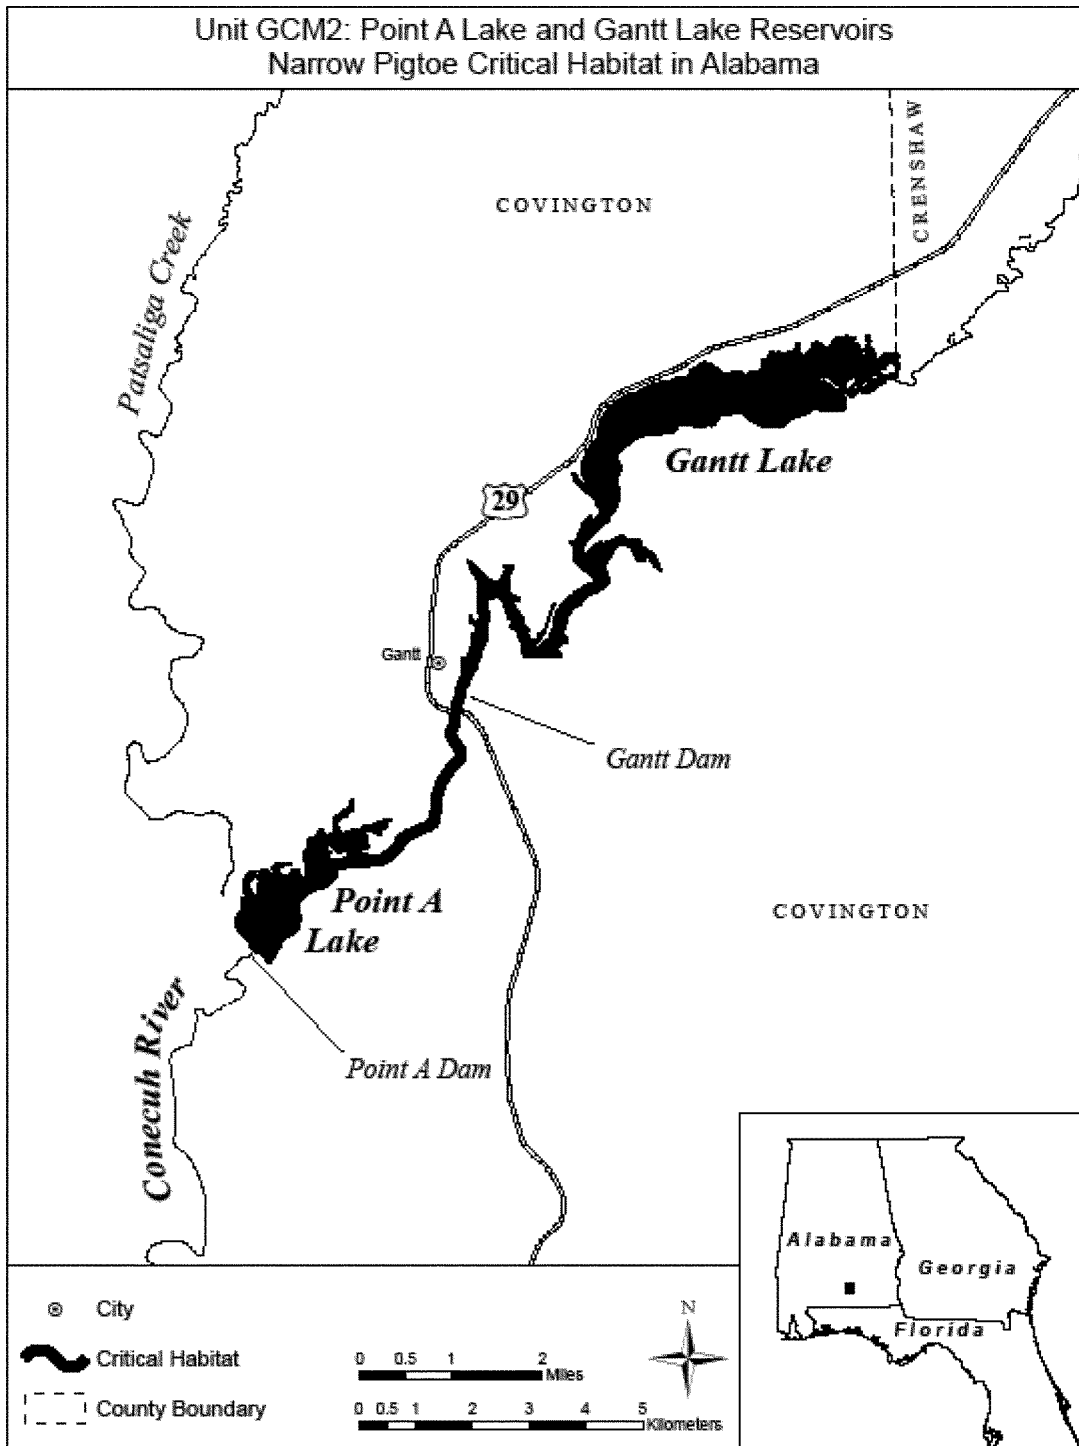 Unit GCM2: Point A Lake and Gantt Lake Reservoirs
Narrow Pigtoe Critical Habitat in Alabama
CRENSHAW
COVINGTON
Patsaliga Creek
Gantt Lake
29
Gantt
Gantt Dam
Point A
Lake
COVINGTON
Conecuh River
Point A Dam
Alabama
Georgia
Florida
City
Critical Habitat
County Boundary
N
0 0.5 1 2
Miles
0 0.5 1 2 3 4 5
Kilometers